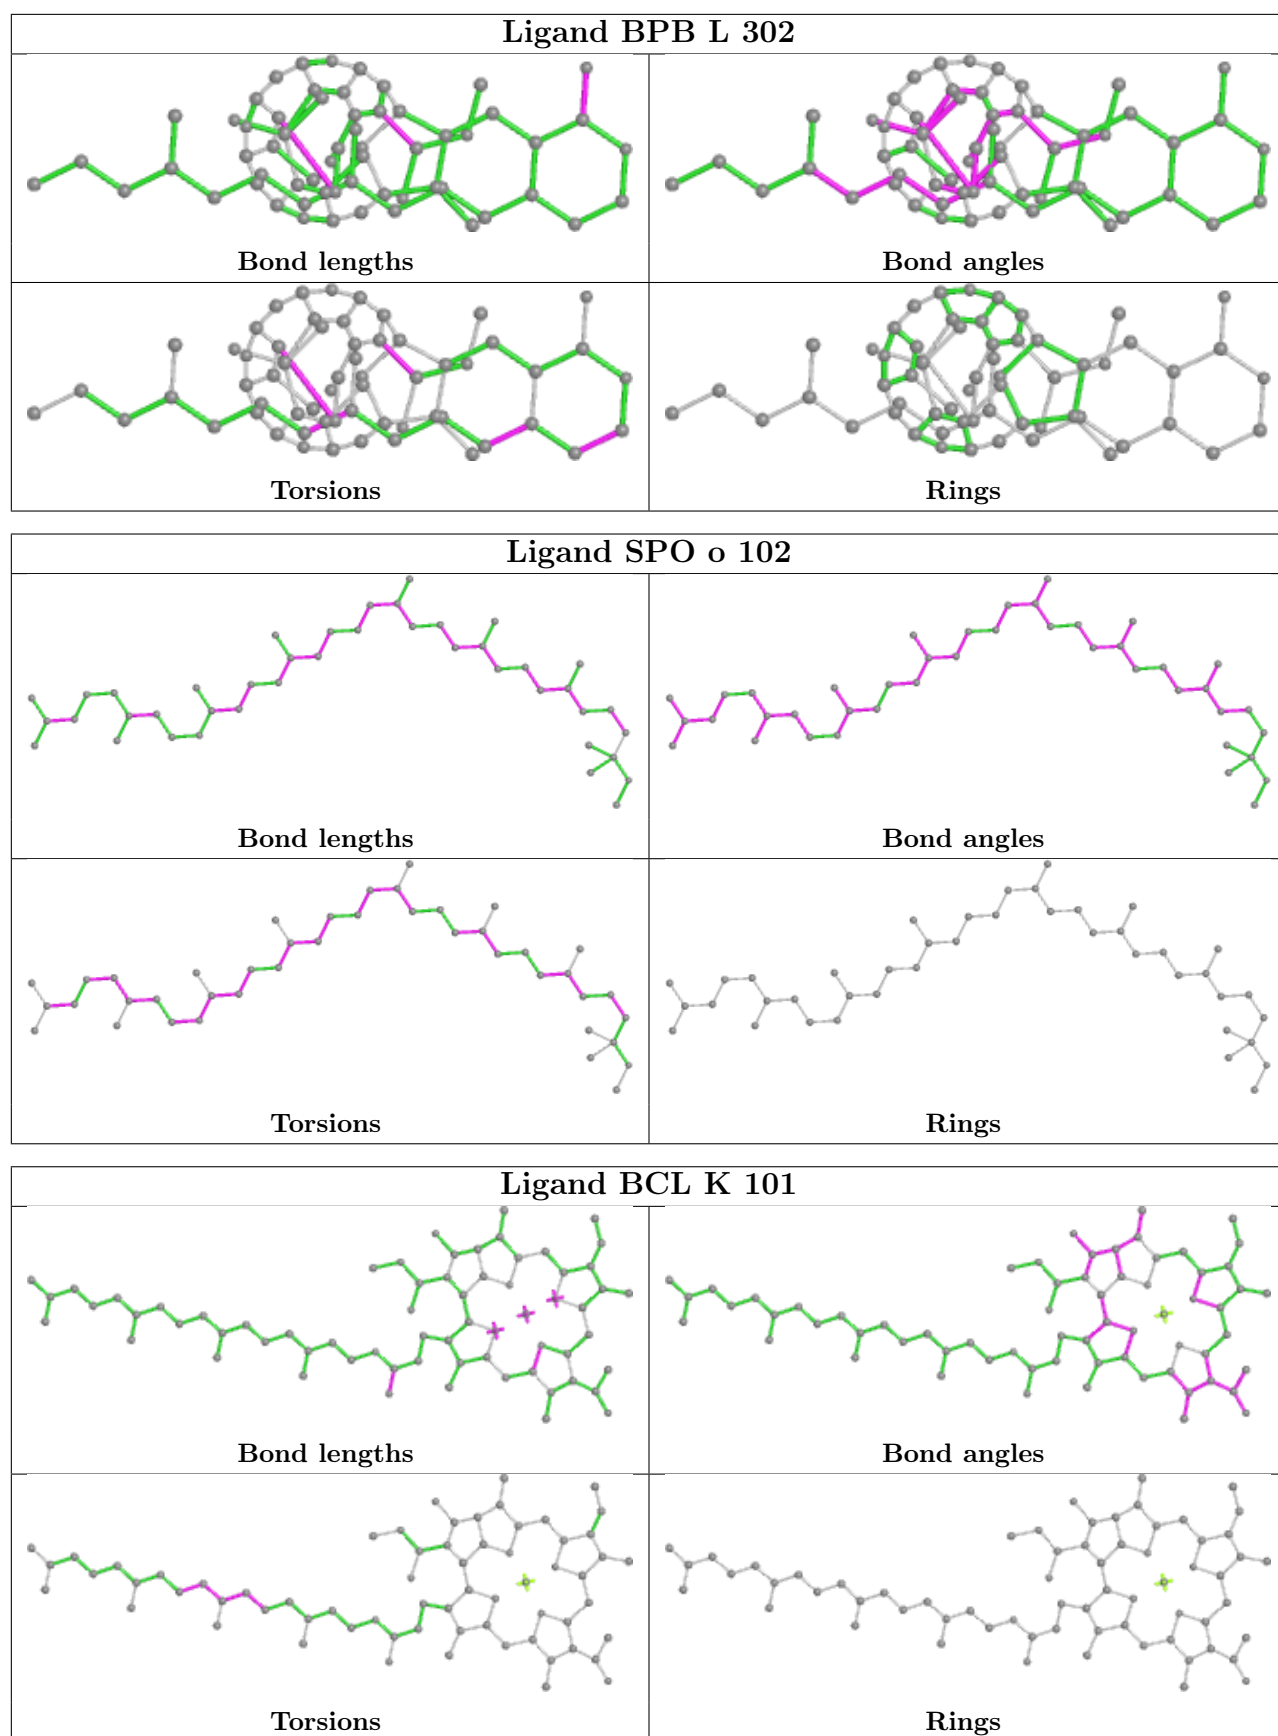 Ligand BPB L 302
Bond lengths
Bond angles
Torsions
Rings
Ligand SPO o 102
Bond lengths
Bond angles
Torsions
Rings
Ligand BCL K 101
Bond lengths
Bond angles
Torsions
Rings